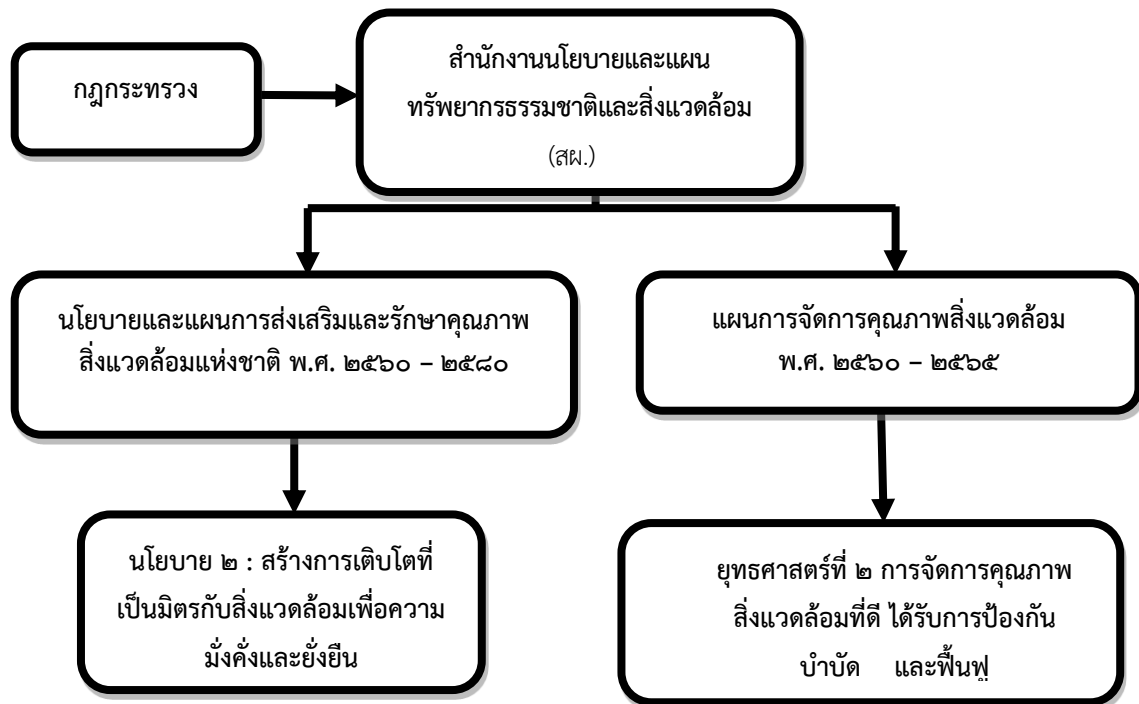 กฎกระทรวง
สำนักงานนโยบายและแผน
ทรัพยากรธรรมชาติและสิ่งแวดล้อม
(สผ.)
นโยบายและแผนการส่งเสริมและรักษาคุณภาพ
สิ่งแวดล้อมแห่งชาติ พ.ศ. ๒๕๖๐ – ๒๕๘๐
แผนการจัดการคุณภาพสิ่งแวดล้อม
พ.ศ. ๒๕๖๐ – ๒๕๖๕
นโยบาย ๒ : สร้างการเติบโตที่
เป็นมิตรกับสิ่งแวดล้อมเพื่อความ
มั่งคั่งและยั่งยืน
ยุทธศาสตร์ที่ ๒ การจัดการคุณภาพ
สิ่งแวดล้อมที่ดี ได้รับการป้องกัน
บำบัด และฟื้นฟู